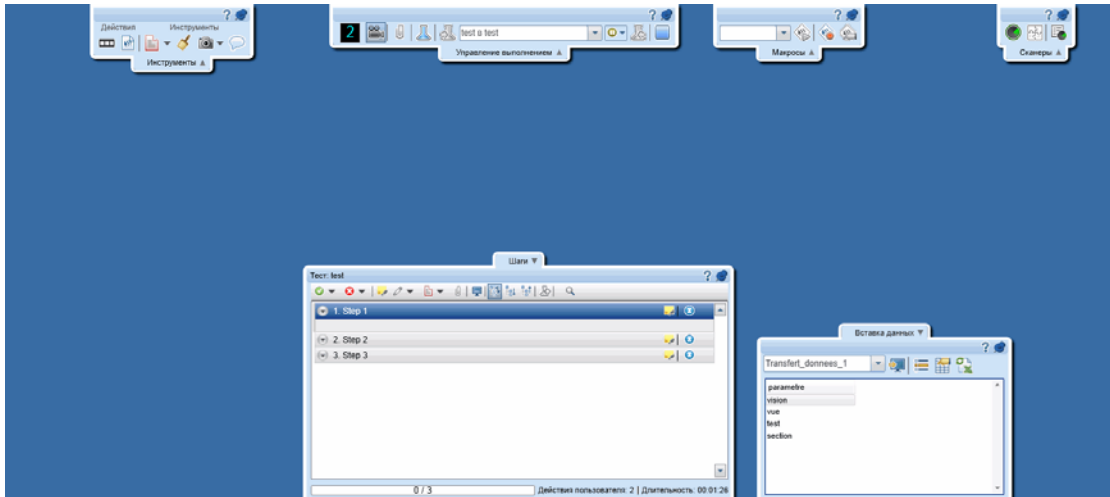 Действия Инструменты
Инструменты
2
test a test
Управление выполнением
Макросы
Сканеры
Шаги
Тест: test
1. Step 1
2. Step 2
3. Step 3
0 / 3
Действия пользователя: 2 | Длительность: 00:01:26
Вставка данных
Transfert_donnees_1
parametre
vision
vue
test
section